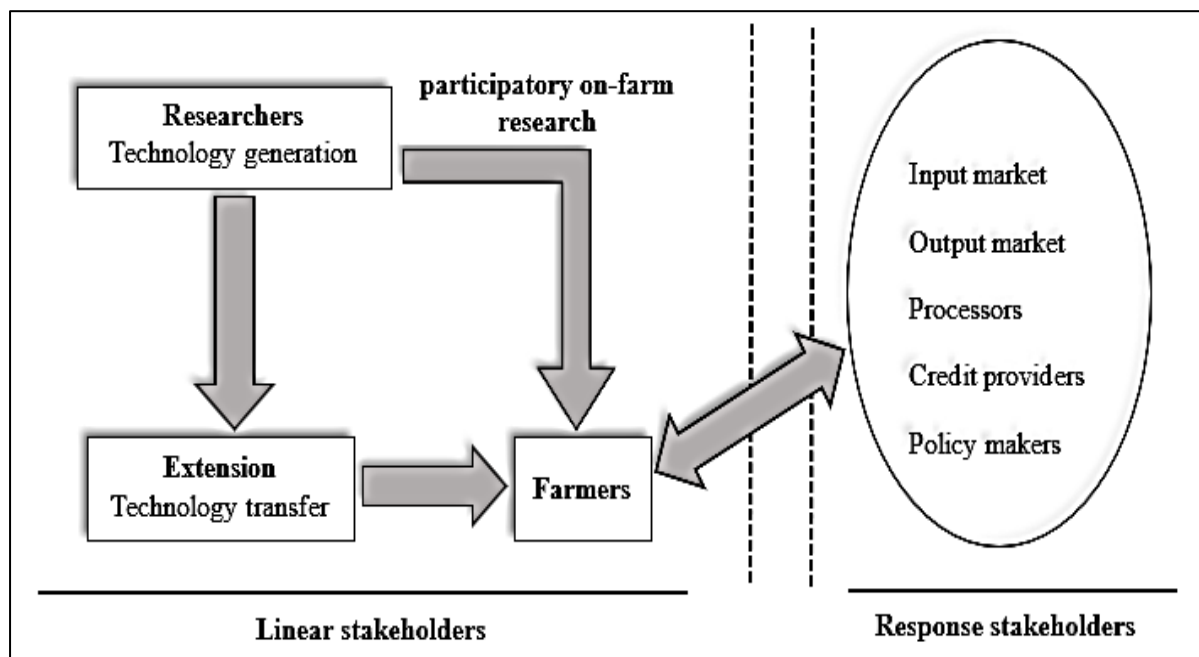 participatory on-farm
research
Researchers
Technology generation
Extension
Technology transfer
Farmers
Input market
Output market
Processors
Credit providers
Policy makers
Linear stakeholders
Response stakeholders